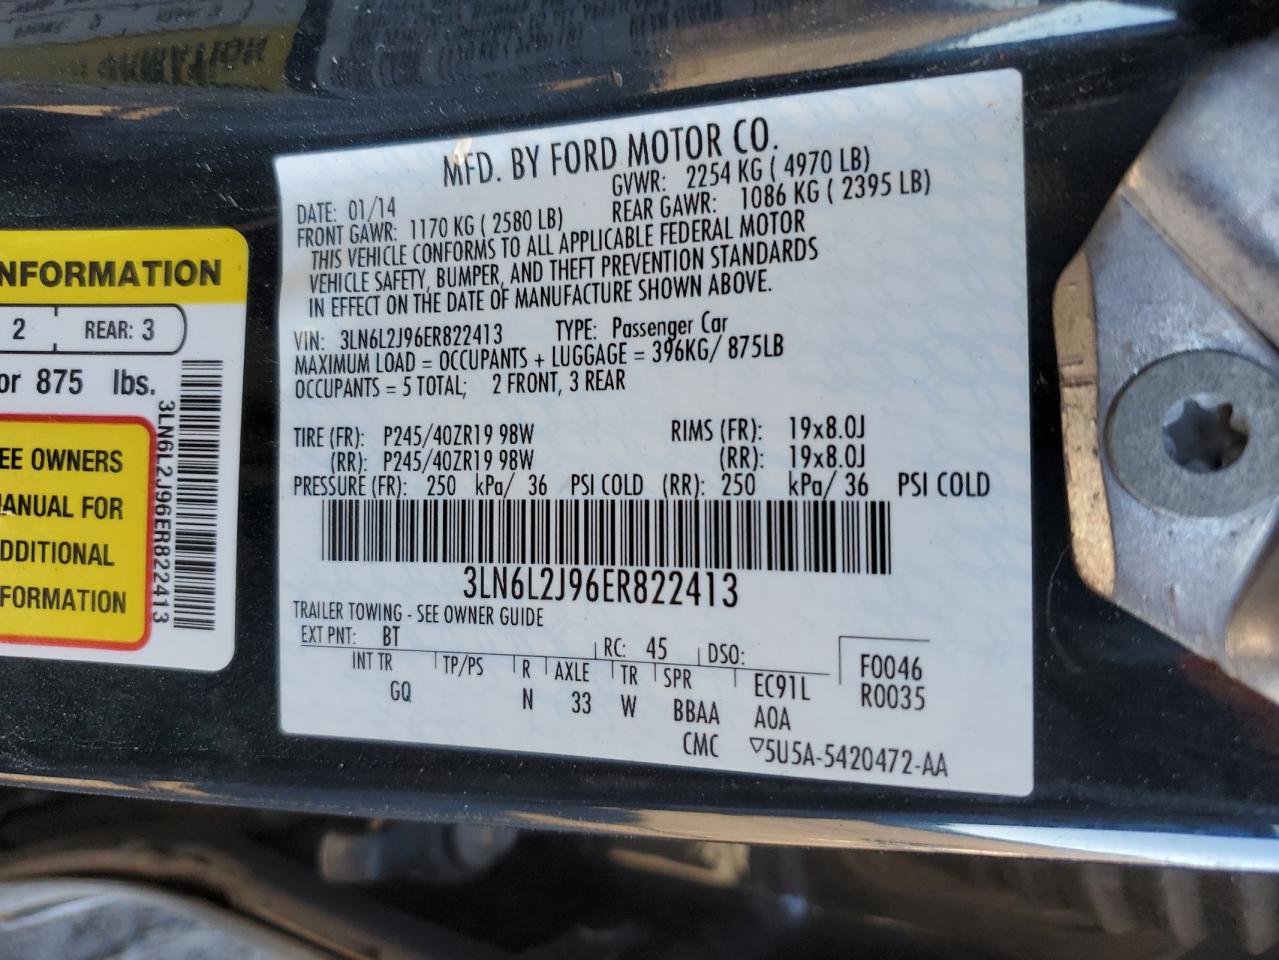 MFD. BY FORD MOTOR CO.
DATE: 01/14 GVWR: 2254 KG ( 4970 LB)
FRONT GAWR: 1170 KG ( 2580 LB) REAR GAWR: 1086 KG ( 2395 LB)
THIS VEHICLE CONFORMS TO ALL APPLICABLE FEDERAL MOTOR
VEHICLE SAFETY, BUMPER, AND THEFT PREVENTION STANDARDS
IN EFFECT ON THE DATE OF MANUFACTURE SHOWN ABOVE.
VIN: 3LN6L2J96ER822413 TYPE: Passenger Car
MAXIMUM LOAD = OCCUPANTS + LUGGAGE = 396KG/ 875LB
OCCUPANTS = 5 TOTAL; 2 FRONT, 3 REAR
TIRE (FR): P245/40ZR19 98W RIMS (FR): 19x8.0J
(RR): P245/40ZR19 98W (RR): 19x8.0J
PRESSURE (FR): 250 kPa/ 36 PSI COLD (RR): 250 kPa/ 36 PSI COLD
3LN6L2J96ER822413
TRAILER TOWING - SEE OWNER GUIDE
EXT PNT: BT RC: 45 DSO: F0046
INT TR TP/PS R AXLE TR SPR EC91L R0035
GQ N 33 W BBAA A0A
CMC ▽5U5A-5420472-AA
NFORMATION
2 REAR: 3
or 875 lbs.
EE OWNERS
ANUAL FOR
DDITIONAL
FORMATION
3LN6L2J96ER822413